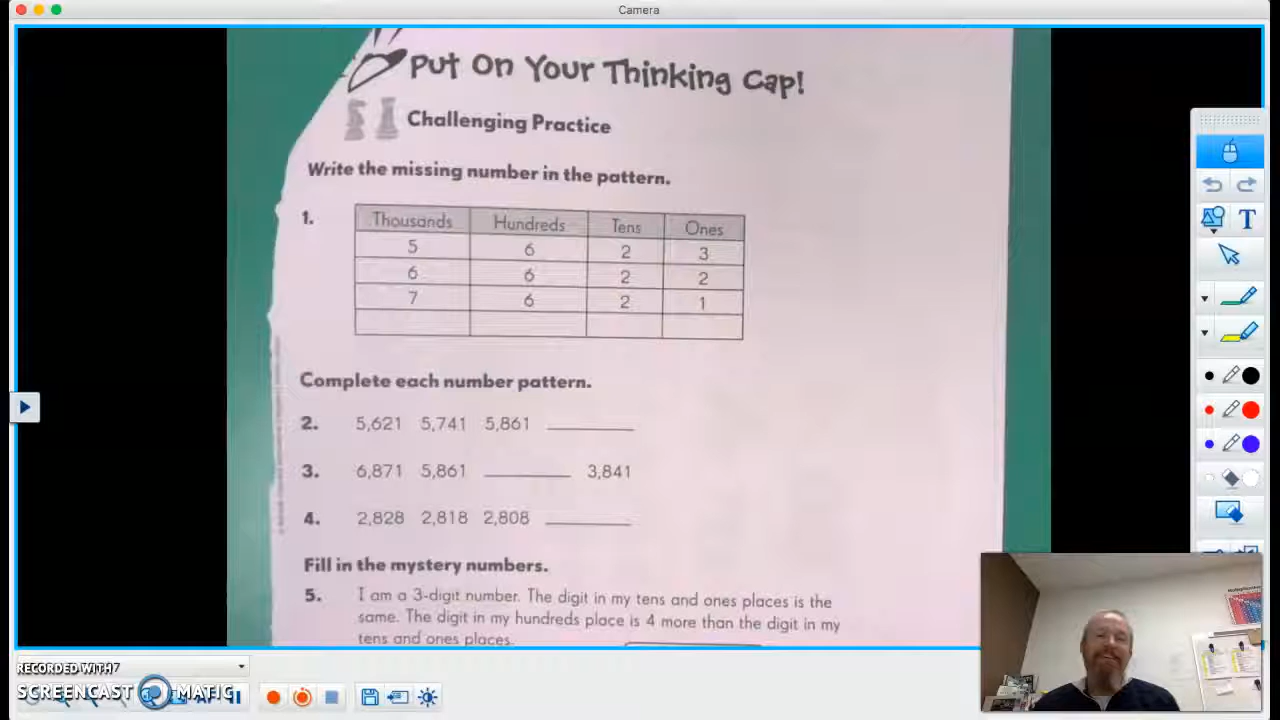 Camera
Put On Your Thinking Cap!
Challenging Practice
Write the missing number in the pattern.
1.
Thousands Hundreds Tens Ones
5 6 2 3
6 6 2 2
7 6 2 1
Complete each number pattern.
2. 5,621 5,741 5,861 ________
3. 6,871 5,861 ________ 3,841
4. 2,828 2,818 2,808 ________
Fill in the mystery numbers.
5. I am a 3-digit number. The digit in my tens and ones places is the
same. The digit in my hundreds place is 4 more than the digit in my
tens and ones places.
T
RECORDED WITH
SCREENCAST MATIC